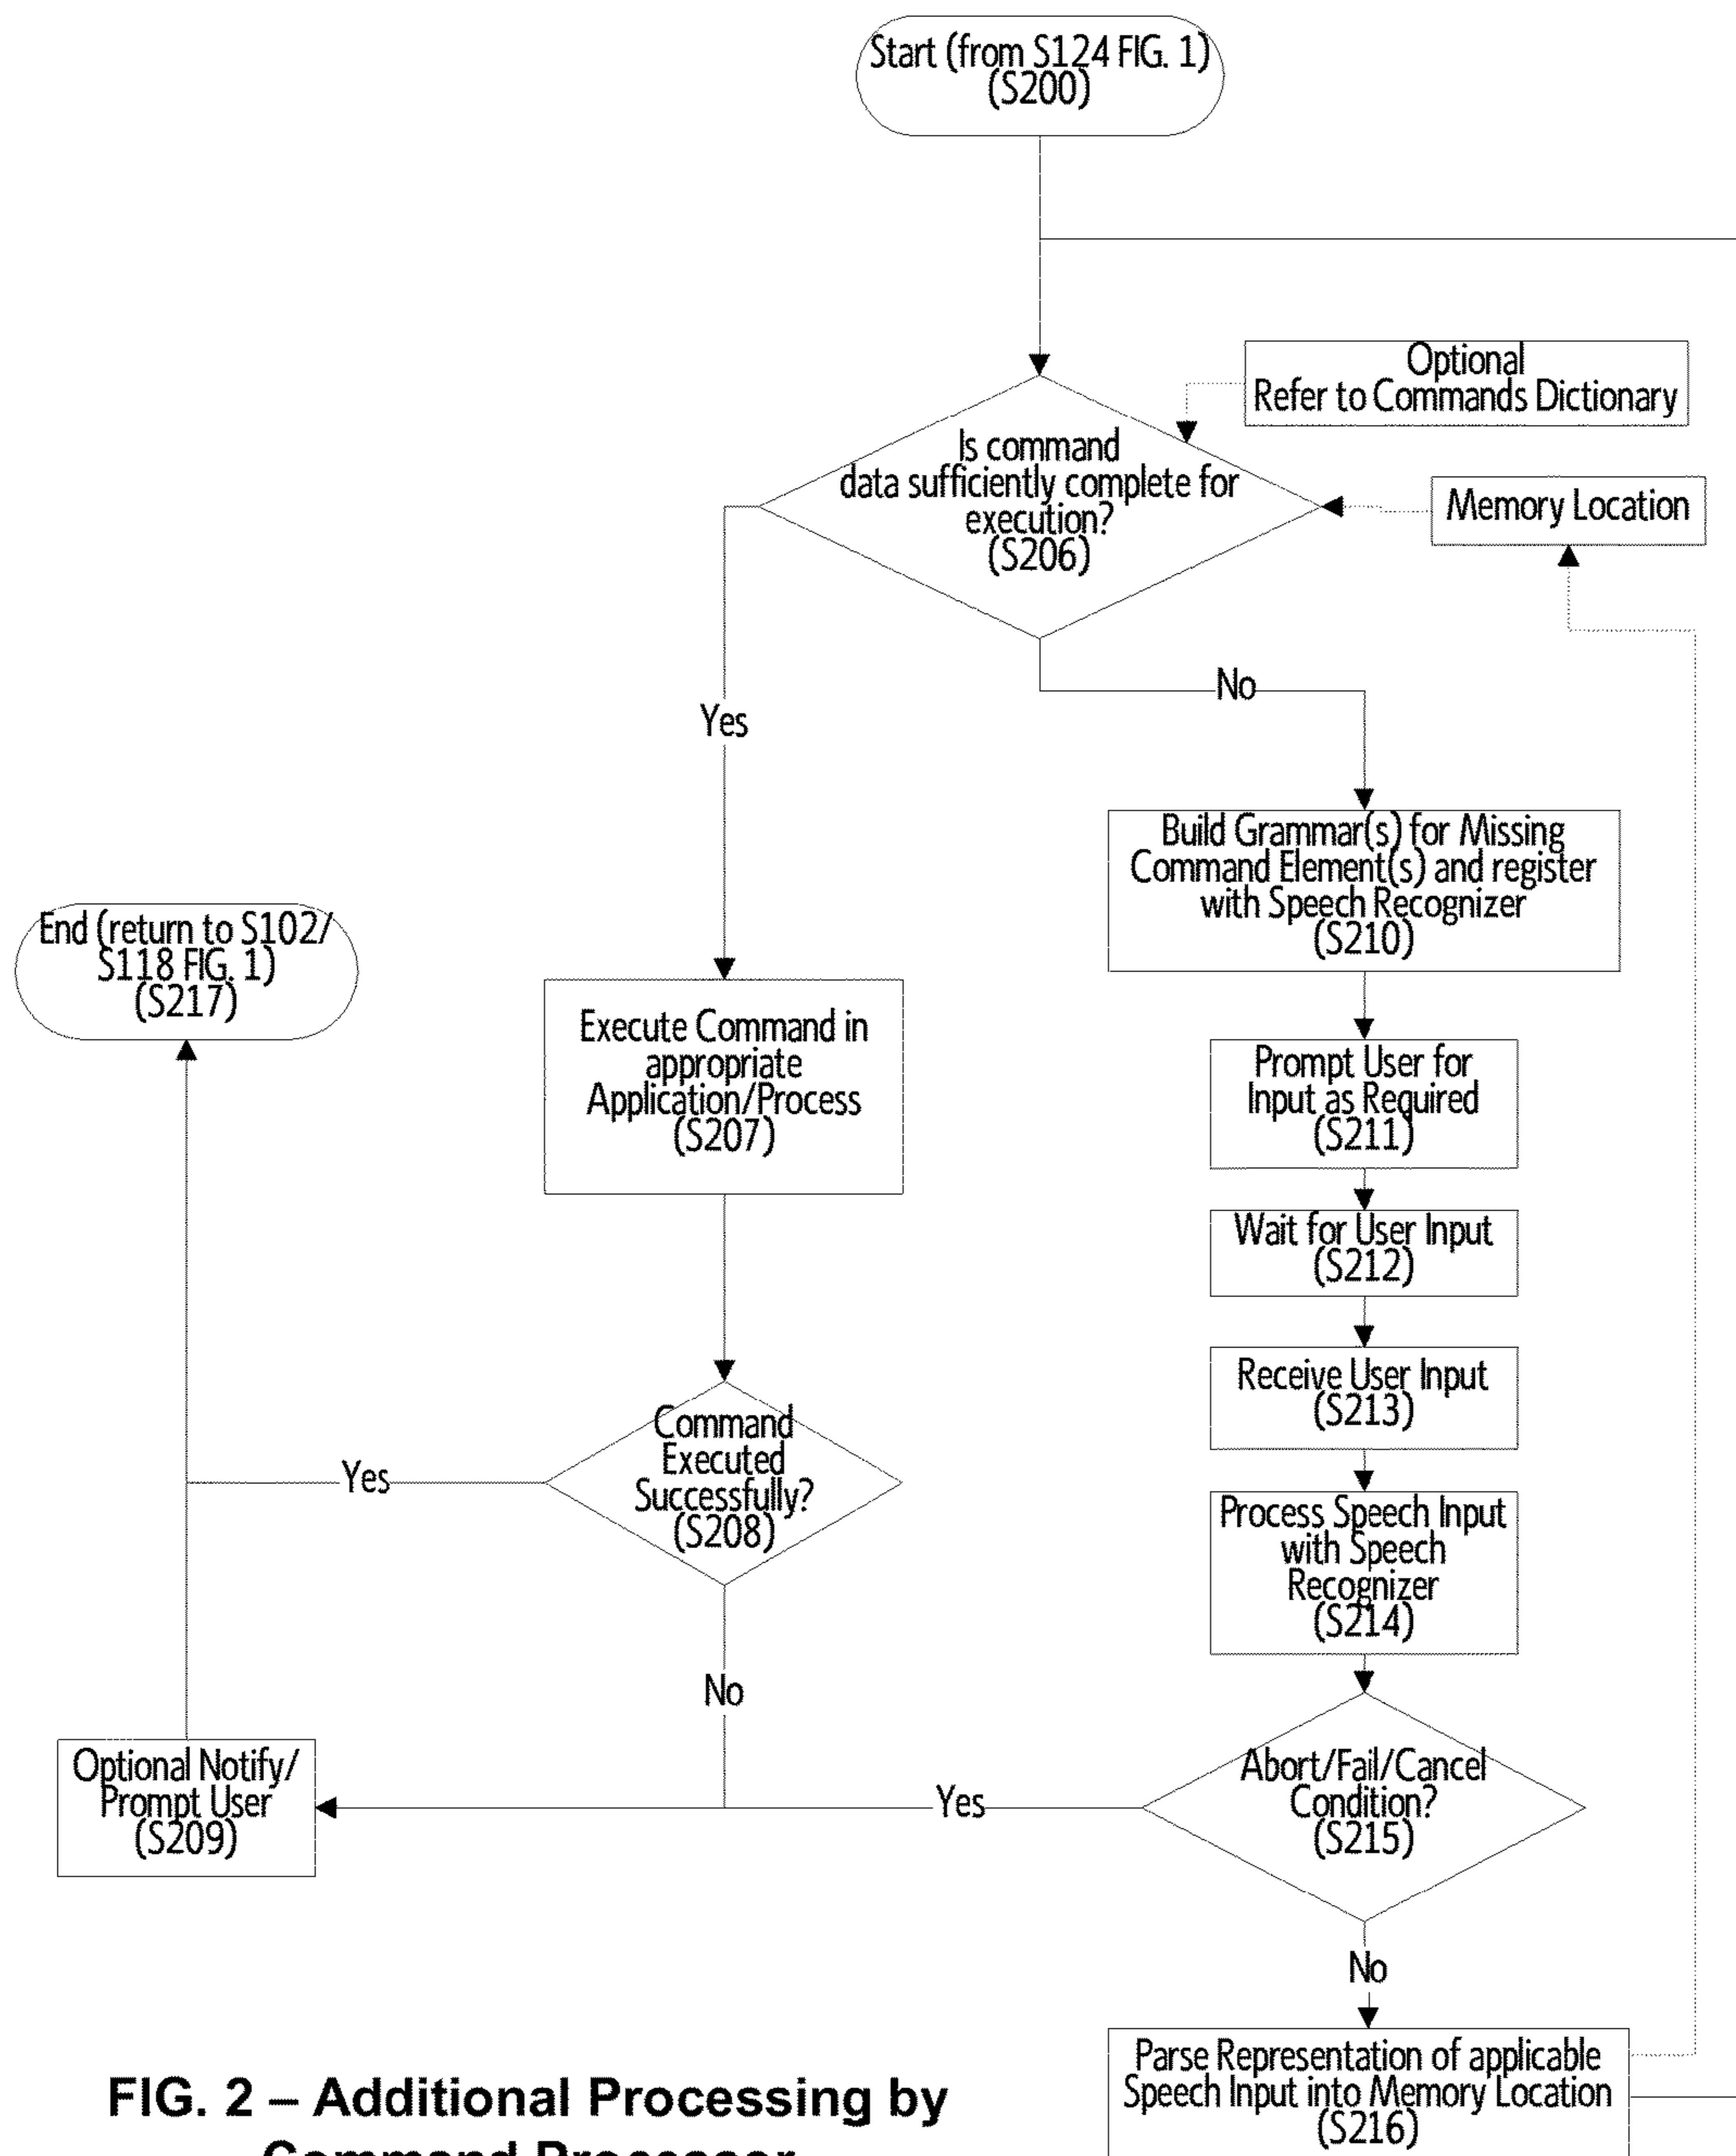 Start (from S124 FIG. 1)
(S200)
Optional
Refer to Commands Dictionary
Is command
data sufficiently complete for
execution?
(S206)
Memory Location
No
Yes
Build Grammar(s) for Missing
Command Element(s) and register
with Speech Recognizer
(S210)
End (return to S102/
S118 FIG. 1)
(S217)
Execute Command in
appropriate
Application/Process
(S207)
Prompt User for
Input as Required
(S211)
Wait for User Input
(S212)
Receive User Input
(S213)
Command
Executed
Successfully?
(S208)
Yes
Process Speech Input
with Speech
Recognizer
(S214)
No
Optional Notify/
Prompt User
(S209)
Yes
Abort/Fail/Cancel
Condition?
(S215)
No
Parse Representation of applicable
Speech Input into Memory Location
(S216)
FIG. 2 – Additional Processing by
Command Processor